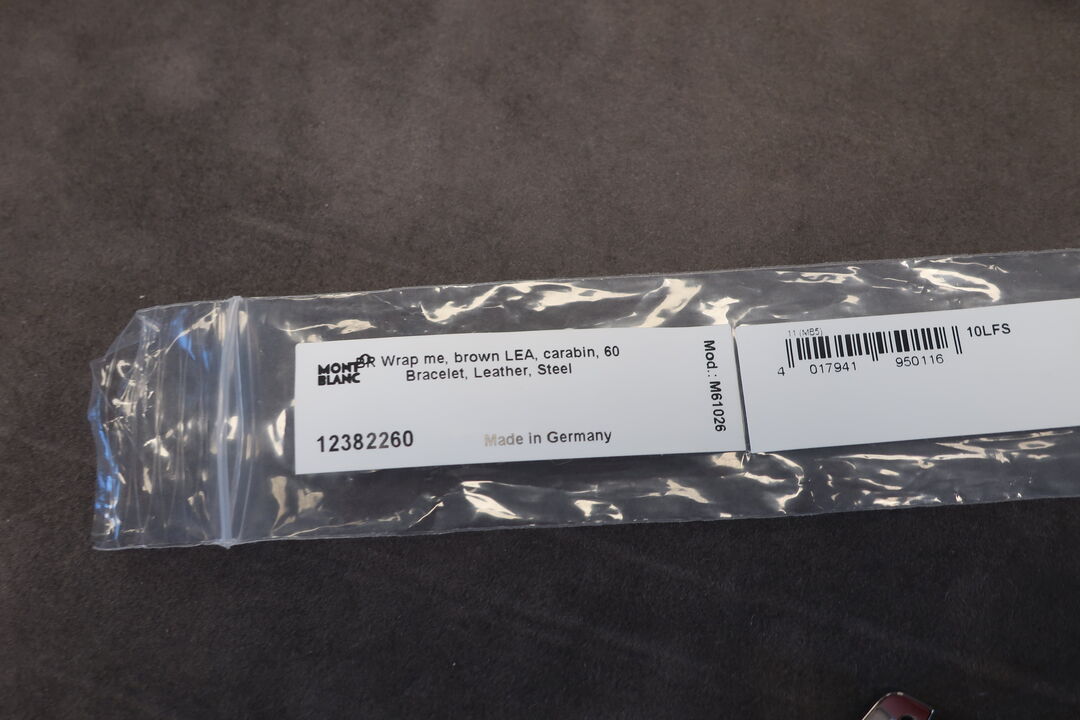 MONT
BLANC
BR Wrap me, brown LEA, carabin, 60
Bracelet, Leather, Steel
12382260
Made in Germany
Mod.: M61026
11 (MB5)
4 017941 950116
10LFS